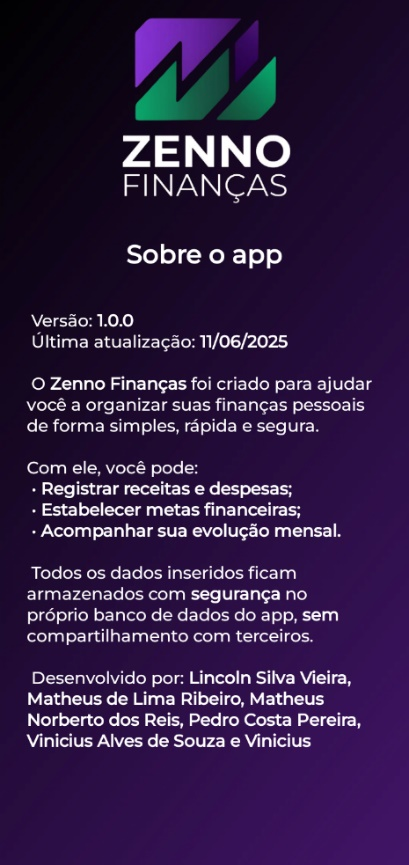 ZENNO
FINANÇAS
Sobre o app
Versão: 1.0.0
Última atualização: 11/06/2025
O Zenno Finanças foi criado para ajudar
você a organizar suas finanças pessoais
de forma simples, rápida e segura.
Com ele, você pode:
• Registrar receitas e despesas;
• Estabelecer metas financeiras;
• Acompanhar sua evolução mensal.
Todos os dados inseridos ficam
armazenados com segurança no
próprio banco de dados do app, sem
compartilhamento com terceiros.
Desenvolvido por: Lincoln Silva Vieira,
Matheus de Lima Ribeiro, Matheus
Norberto dos Reis, Pedro Costa Pereira,
Vinicius Alves de Souza e Vinicius